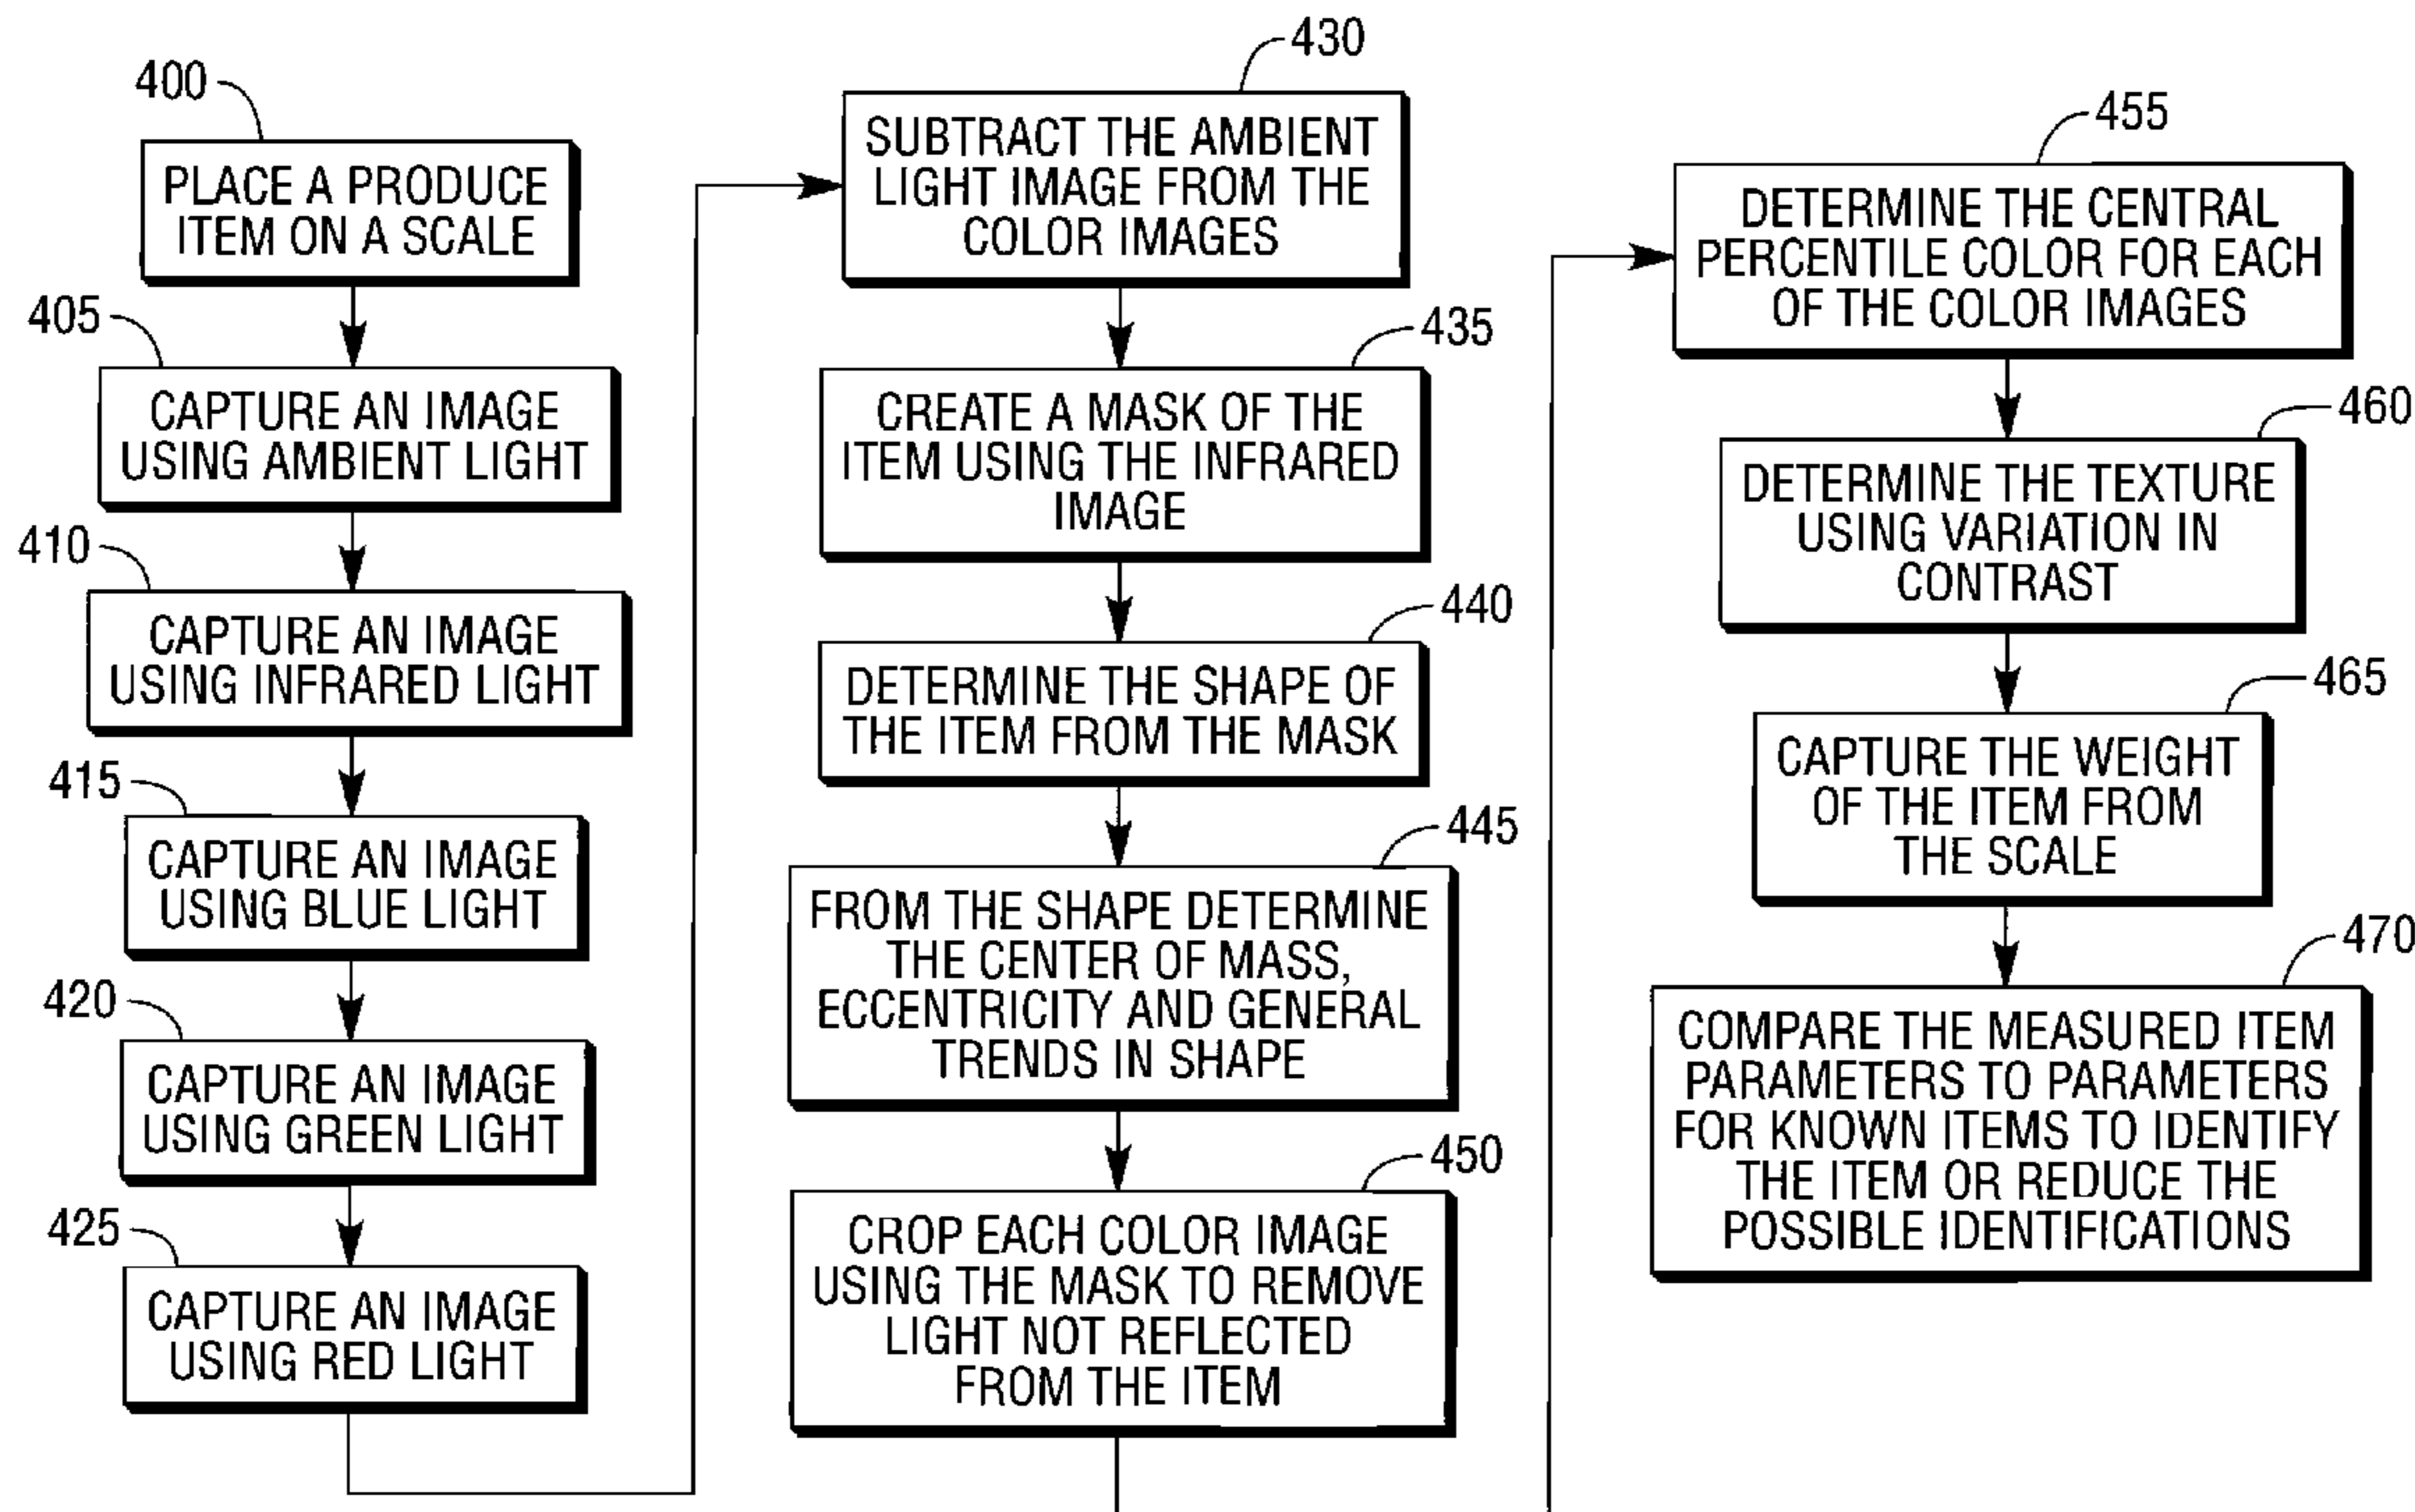 400
PLACE A PRODUCE
ITEM ON A SCALE
405
CAPTURE AN IMAGE
USING AMBIENT LIGHT
410
CAPTURE AN IMAGE
USING INFRARED LIGHT
415
CAPTURE AN IMAGE
USING BLUE LIGHT
420
CAPTURE AN IMAGE
USING GREEN LIGHT
425
CAPTURE AN IMAGE
USING RED LIGHT
430
SUBTRACT THE AMBIENT
LIGHT IMAGE FROM THE
COLOR IMAGES
435
CREATE A MASK OF THE
ITEM USING THE INFRARED
IMAGE
440
DETERMINE THE SHAPE OF
THE ITEM FROM THE MASK
445
FROM THE SHAPE DETERMINE
THE CENTER OF MASS,
ECCENTRICITY AND GENERAL
TRENDS IN SHAPE
450
CROP EACH COLOR IMAGE
USING THE MASK TO REMOVE
LIGHT NOT REFLECTED
FROM THE ITEM
455
DETERMINE THE CENTRAL
PERCENTILE COLOR FOR EACH
OF THE COLOR IMAGES
460
DETERMINE THE TEXTURE
USING VARIATION IN
CONTRAST
465
CAPTURE THE WEIGHT
OF THE ITEM FROM
THE SCALE
470
COMPARE THE MEASURED ITEM
PARAMETERS TO PARAMETERS
FOR KNOWN ITEMS TO IDENTIFY
THE ITEM OR REDUCE THE
POSSIBLE IDENTIFICATIONS